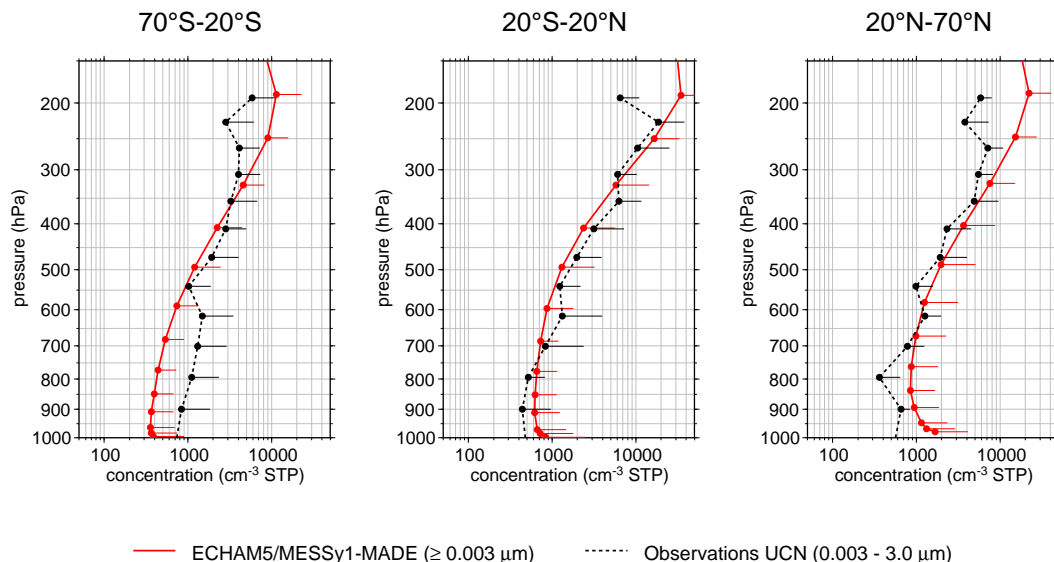 70°S-20°S
20°S-20°N
20°N-70°N
pressure (hPa)
200
300
400
500
600
700
800
900
1000
100 1000 10000
concentration (cm-3 STP)
pressure (hPa)
200
300
400
500
600
700
800
900
1000
100 1000 10000
concentration (cm-3 STP)
pressure (hPa)
200
300
400
500
600
700
800
900
1000
100 1000 10000
concentration (cm-3 STP)
ECHAM5/MESSy1-MADE (≥ 0.003 μm)
Observations UCN (0.003 - 3.0 μm)